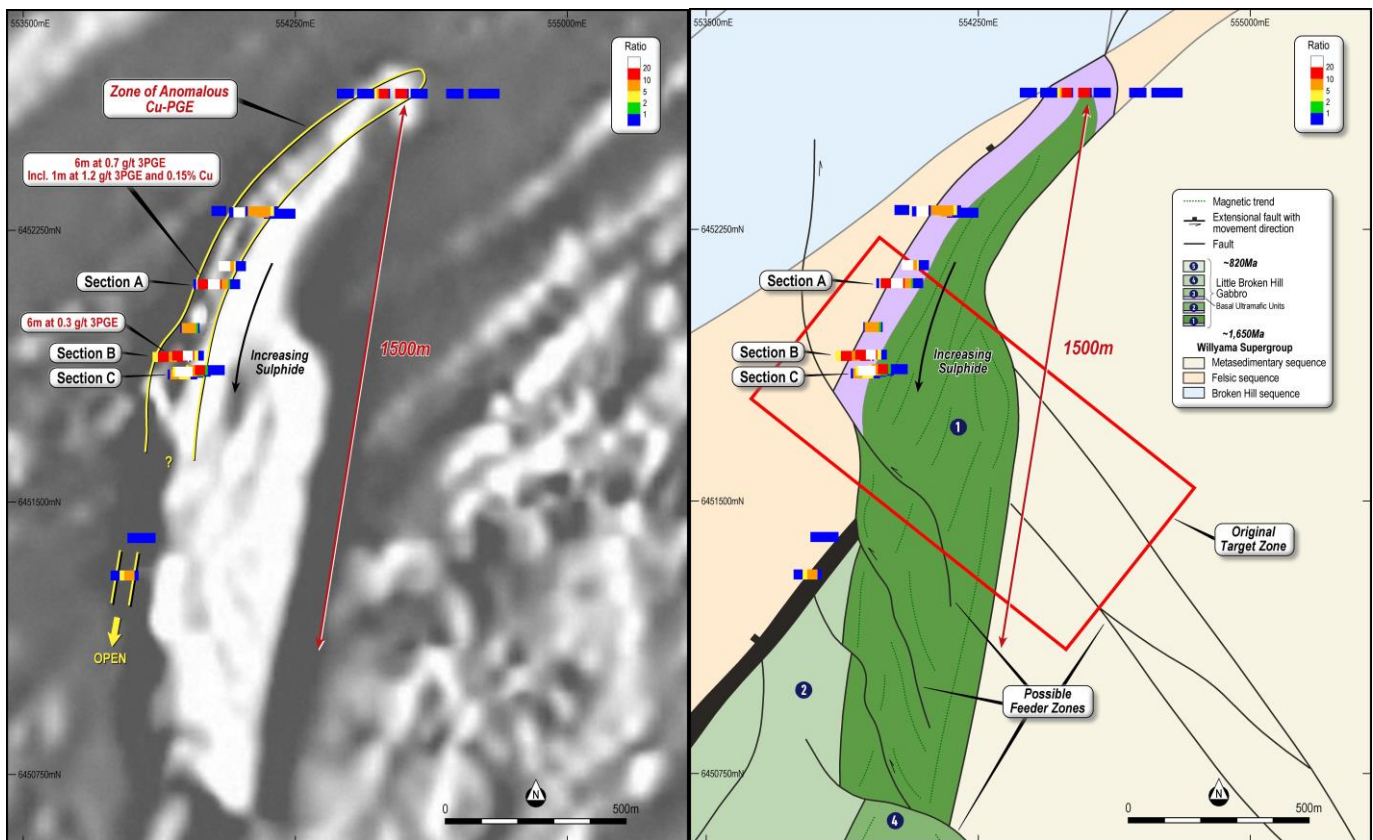 553500mE
554250mE
555000mE
Ratio
20
10
5
2
1
Zone of Anomalous
Cu-PGE
6m at 0.7 g/t 3PGE
Incl. 1m at 1.2 g/t 3PGE and 0.15% Cu
6452250mN
Section A
6m at 0.3 g/t 3PGE
Section B
Section C
Increasing
Sulphide
1500m
?
6451500mN
OPEN
6450750mN
N
0
500m
553500mE
554250mE
555000mE
Ratio
20
10
5
2
1
Magnetic trend
Extensional fault with
movement direction
Fault
~820Ma
5
4
3
2
1
Little Broken Hill
Gabbro
Basal Ultramafic Units
~1,650Ma
Willyama Supergroup
Metasedimentary sequence
Felsic sequence
Broken Hill sequence
6452250mN
Section A
Section B
Section C
Increasing
Sulphide
1500m
1
6451500mN
Original
Target Zone
2
Possible
Feeder Zones
6450750mN
4
N
0
500m